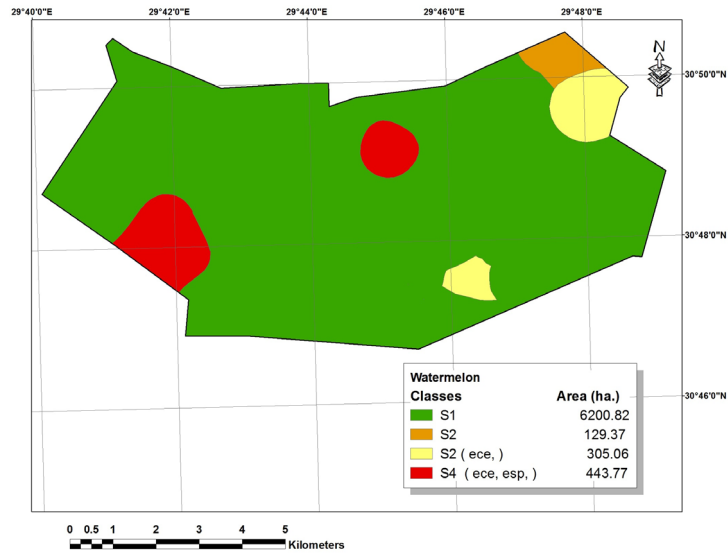 29°40'0"E 29°42'0"E 29°44'0"E 29°46'0"E 29°48'0"E
N
30°50'0"N
30°48'0"N
30°46'0"N
Watermelon
Classes Area (ha.)
S1 6200.82
S2 129.37
S2 ( ece, ) 305.06
S4 ( ece, esp, ) 443.77
0 0.5 1 2 3 4 5
Kilometers